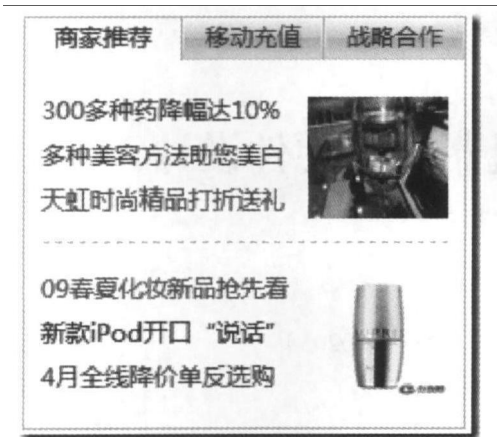 商家推荐 移动充值 战略合作
300多种药降幅达10%
多种美容方法助您美白
天虹时尚精品打折送礼
09春夏化妆新品抢先看
新款iPod开口“说话”
4月全线降价单反选购